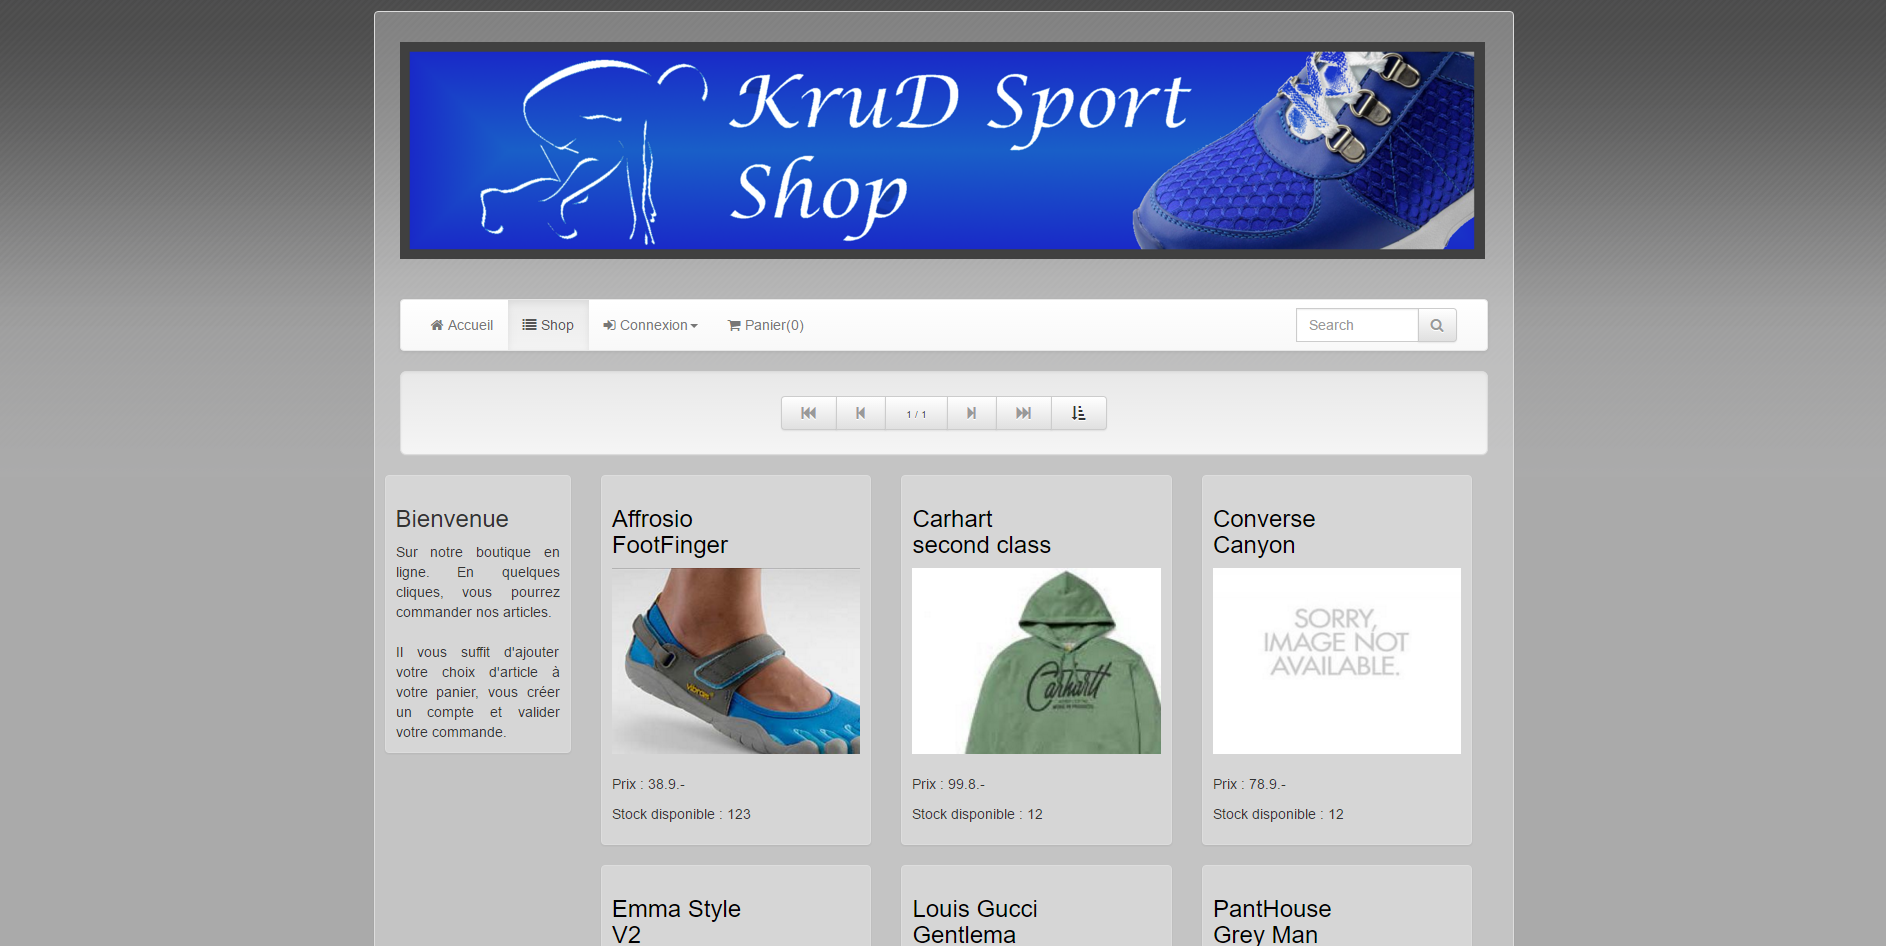 KruD Sport
Shop
Accueil
Shop
Connexion
Panier(0)
Search
1 / 1
Bienvenue
Sur notre boutique en
ligne. En quelques
cliques, vous pourrez
commander nos articles.
Il vous suffit d'ajouter
votre choix d'article à
votre panier, vous créer
un compte et valider
votre commande.
Affrosio
FootFinger
Vibram
Prix : 38.9.-
Stock disponible : 123
Carhart
second class
Carhartt
Prix : 99.8.-
Stock disponible : 12
Converse
Canyon
SORRY,
IMAGE NOT
AVAILABLE.
Prix : 78.9.-
Stock disponible : 12
Emma Style
V2
Louis Gucci
Gentlema
PantHouse
Grey Man